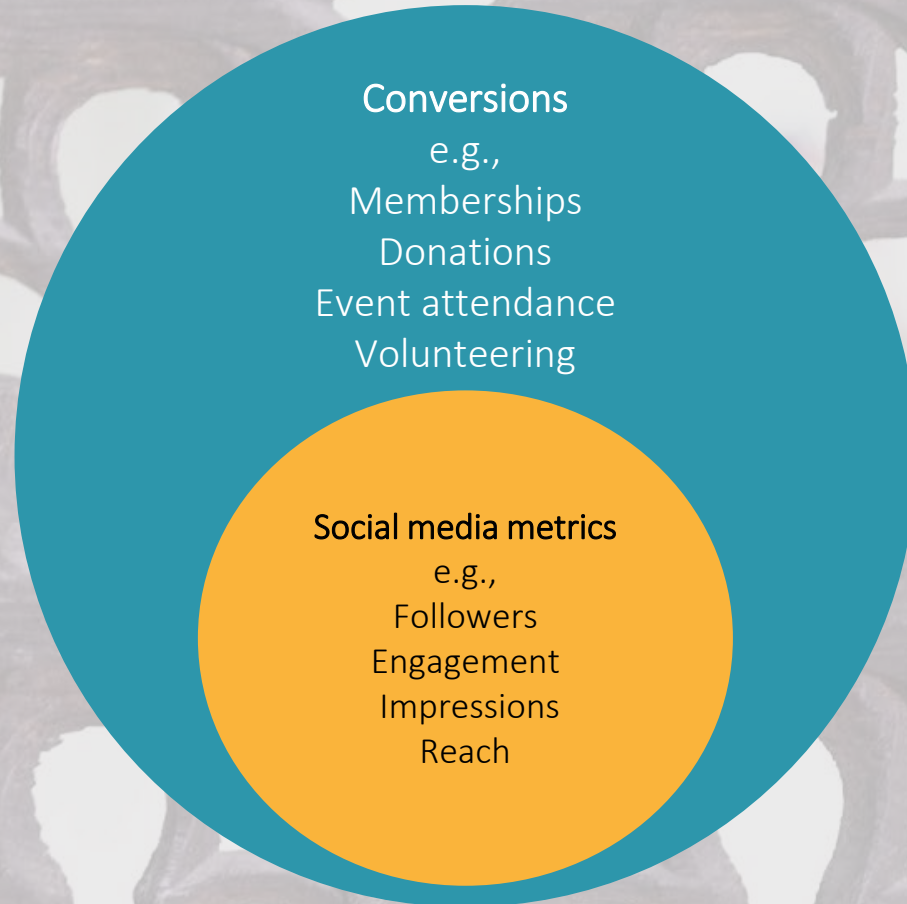 Conversions
e.g.,
Memberships
Donations
Event attendance
Volunteering
Social media metrics
e.g.,
Followers
Engagement
Impressions
Reach